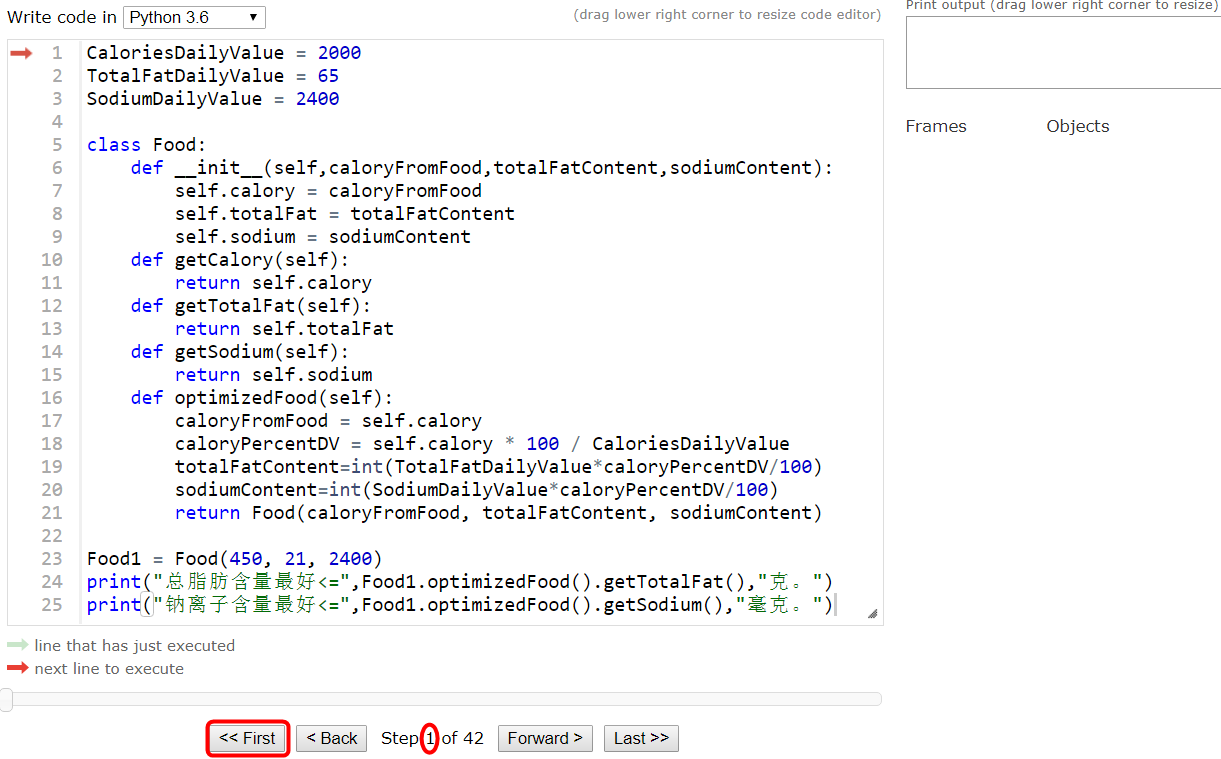 Write code in Python 3.6 ▼ (drag lower right corner to resize code editor)
Print output (drag lower right corner to resize)
Frames Objects
1 CaloriesDailyValue = 2000
2 TotalFatDailyValue = 65
3 SodiumDailyValue = 2400
4
5 class Food:
6     def __init__(self,caloryFromFood,totalFatContent,sodiumContent):
7         self.calory = caloryFromFood
8         self.totalFat = totalFatContent
9         self.sodium = sodiumContent
10     def getCalory(self):
11         return self.calory
12     def getTotalFat(self):
13         return self.totalFat
14     def getSodium(self):
15         return self.sodium
16     def optimizedFood(self):
17         caloryFromFood = self.calory
18         caloryPercentDV = self.calory * 100 / CaloriesDailyValue
19         totalFatContent=int(TotalFatDailyValue*caloryPercentDV/100)
20         sodiumContent=int(SodiumDailyValue*caloryPercentDV/100)
21         return Food(caloryFromFood, totalFatContent, sodiumContent)
22
23 Food1 = Food(450, 21, 2400)
24 print("总脂肪含量最好<=",Food1.optimizedFood().getTotalFat(),"克。")
25 print("钠离子含量最好<=",Food1.optimizedFood().getSodium(),"毫克。")
line that has just executed
next line to execute
<< First < Back Step 1 of 42 Forward > Last >>